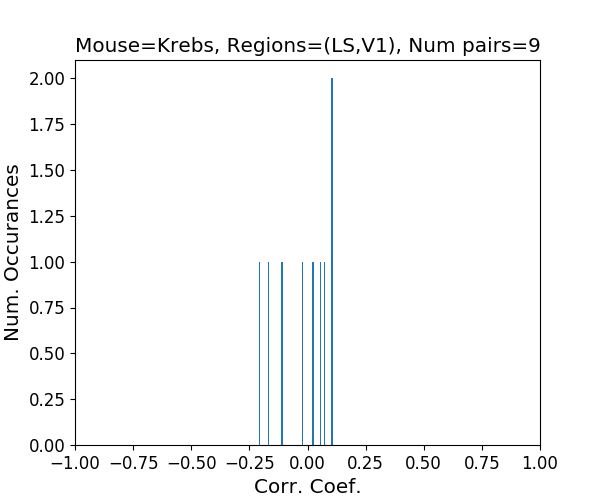 Mouse=Krebs, Regions=(LS,V1), Num pairs=9
2.00
1.75
1.50
1.25
1.00
0.75
0.50
0.25
0.00
Num. Occurances
−1.00 −0.75 −0.50 −0.25 0.00 0.25 0.50 0.75 1.00
Corr. Coef.